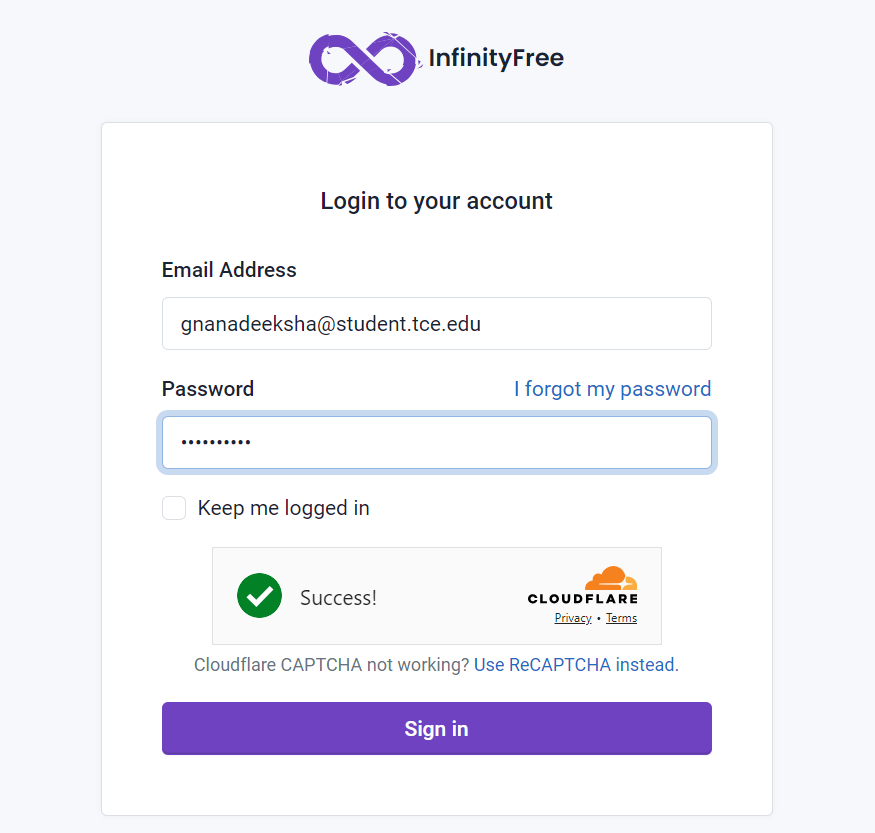 InfinityFree
Login to your account
Email Address
gnanadeeksha@student.tce.edu
Password I forgot my password
••••••••••
Keep me logged in
Success!
CLOUDFLARE
Privacy • Terms
Cloudflare CAPTCHA not working? Use ReCAPTCHA instead.
Sign in